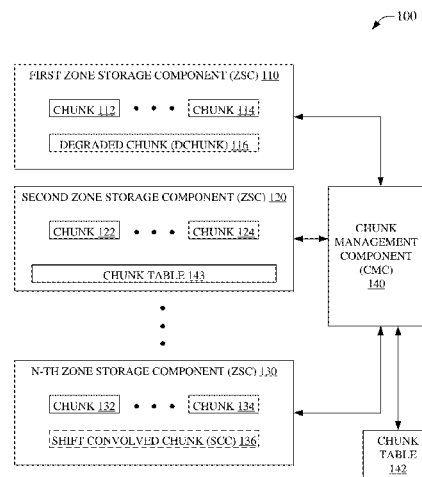 100
FIRST ZONE STORAGE COMPONENT (ZSC) 110
CHUNK 112 • • • CHUNK 114
DEGRADED CHUNK (DCHUNK) 116
SECOND ZONE STORAGE COMPONENT (ZSC) 120
CHUNK 122 • • • CHUNK 124
CHUNK TABLE 143
N-TH ZONE STORAGE COMPONENT (ZSC) 130
CHUNK 132 • • • CHUNK 134
SHIFT CONVOLVED CHUNK (SCC) 136
CHUNK
MANAGEMENT
COMPONENT
(CMC)
140
CHUNK
TABLE
142